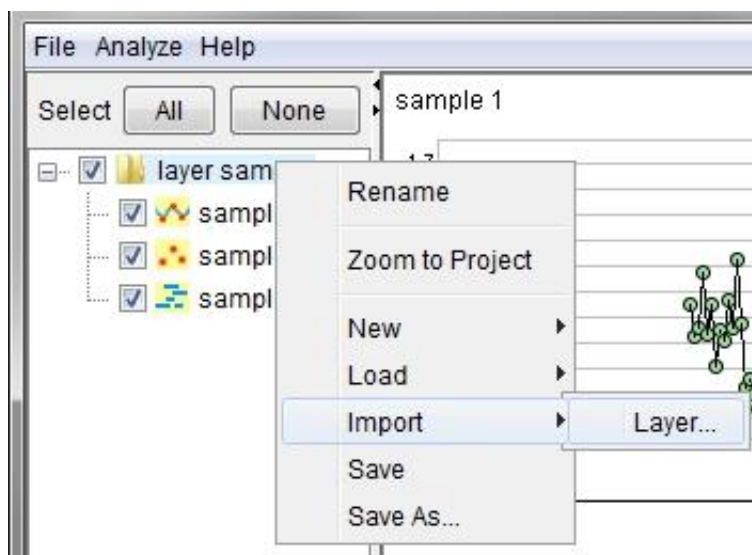 File Analyze Help
Select All None
sample 1
layer sam
sampl
sampl
sampl
Rename
Zoom to Project
New
Load
Import
Layer...
Save
Save As...